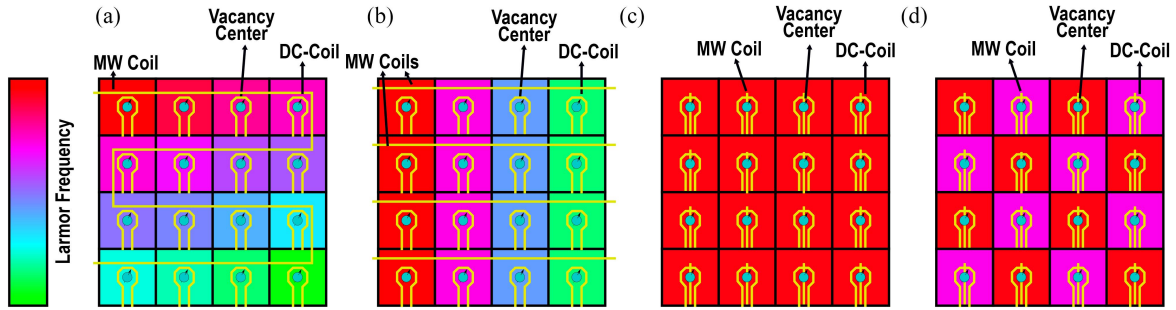 (a)
Vacancy
Center
MW Coil
DC-Coil
(b)
Vacancy
Center
MW Coils
DC-Coil
(c)
Vacancy
Center
MW Coil
DC-Coil
(d)
Vacancy
Center
MW Coil
DC-Coil
Larmor Frequency